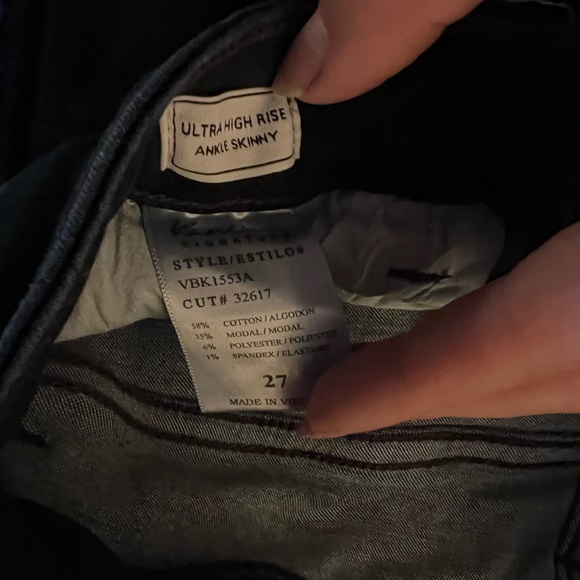 ULTRA HIGH RISE
ANKLE SKINNY
SIGNATURE
STYLE/ESTILO#
VBK1553A
CUT# 32617
58% COTTON/ALGODON
35% MODAL/MODAL
6% POLYESTER/POLIESTER
1% SPANDEX/ELASTANO
27
MADE IN